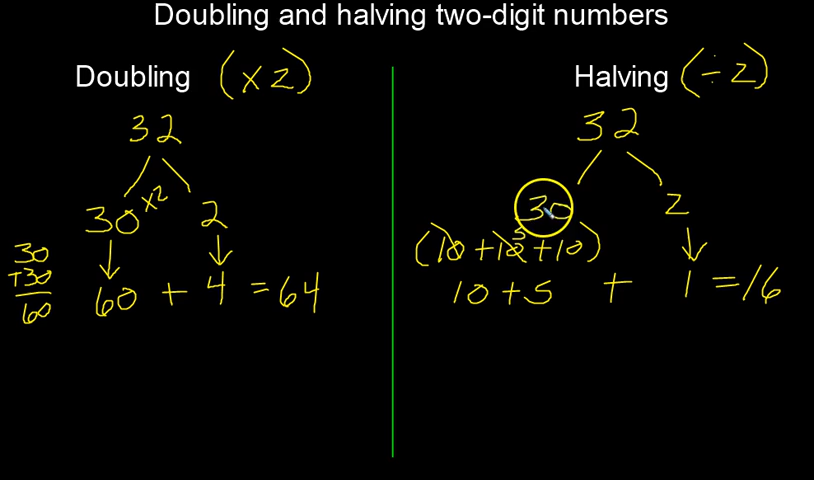 Doubling and halving two-digit numbers
Doubling (×2)
32
30 ×2 2
30
+30
60
60 + 4 = 64
Halving (÷2)
32
30 2
(10 + 10 + 10)
5
10 + 5 + 1 = 16